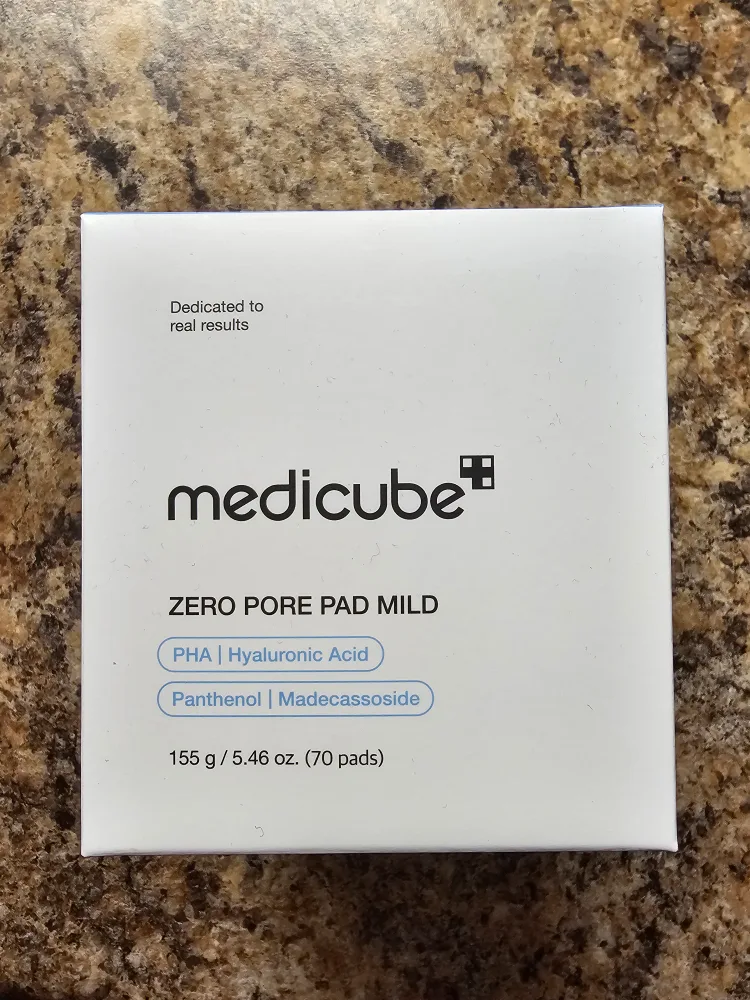 Dedicated to
real results
medicube
ZERO PORE PAD MILD
PHA | Hyaluronic Acid
Panthenol | Madecassoside
155 g / 5.46 oz. (70 pads)